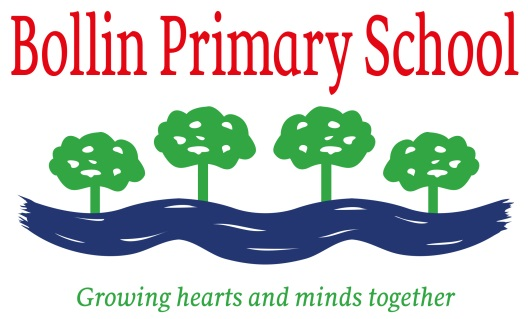 Bollin Primary School
Growing hearts and minds together